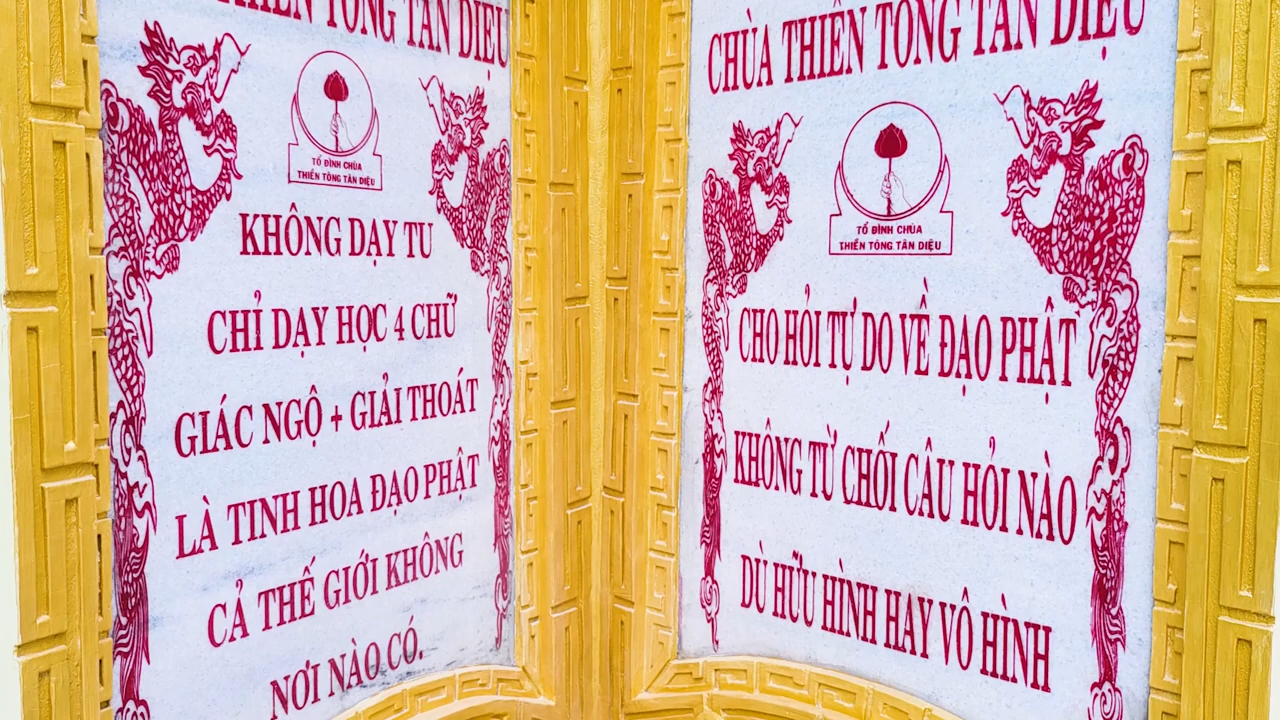 THIỀN TÔNG TÂN DIỆU
TỔ ĐÌNH CHÙA
THIỀN TÔNG TÂN DIỆU
KHÔNG DẠY TU
CHỈ DẠY HỌC 4 CHỮ
GIÁC NGỘ + GIẢI THOÁT
LÀ TINH HOA ĐẠO PHẬT
CẢ THẾ GIỚI KHÔNG
NƠI NÀO CÓ.
CHÙA THIỀN TÔNG TÂN DIỆU
TỔ ĐÌNH CHÙA
THIỀN TÔNG TÂN DIỆU
CHO HỎI TỰ DO VỀ ĐẠO PHẬT
KHÔNG TỪ CHỐI CÂU HỎI NÀO
DÙ HỮU HÌNH HAY VÔ HÌNH